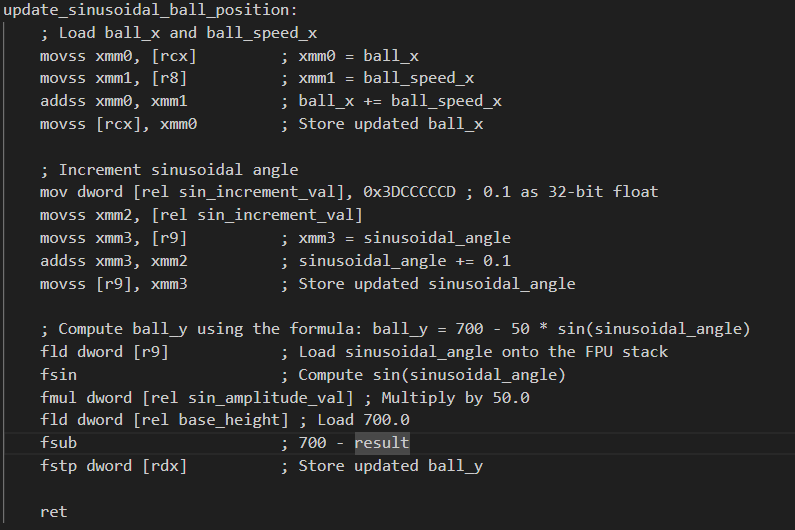 update_sinusoidal_ball_position:
    ; Load ball_x and ball_speed_x
    movss xmm0, [rcx]         ; xmm0 = ball_x
    movss xmm1, [r8]          ; xmm1 = ball_speed_x
    addss xmm0, xmm1          ; ball_x += ball_speed_x
    movss [rcx], xmm0         ; Store updated ball_x

    ; Increment sinusoidal angle
    mov dword [rel sin_increment_val], 0x3DCCCCCD ; 0.1 as 32-bit float
    movss xmm2, [rel sin_increment_val]
    movss xmm3, [r9]          ; xmm3 = sinusoidal_angle
    addss xmm3, xmm2          ; sinusoidal_angle += 0.1
    movss [r9], xmm3          ; Store updated sinusoidal_angle

    ; Compute ball_y using the formula: ball_y = 700 - 50 * sin(sinusoidal_angle)
    fld dword [r9]            ; Load sinusoidal_angle onto the FPU stack
    fsin                      ; Compute sin(sinusoidal_angle)
    fmul dword [rel sin_amplitude_val] ; Multiply by 50.0
    fld dword [rel base_height] ; Load 700.0
    fsub                      ; 700 - result
    fstp dword [rdx]          ; Store updated ball_y

    ret